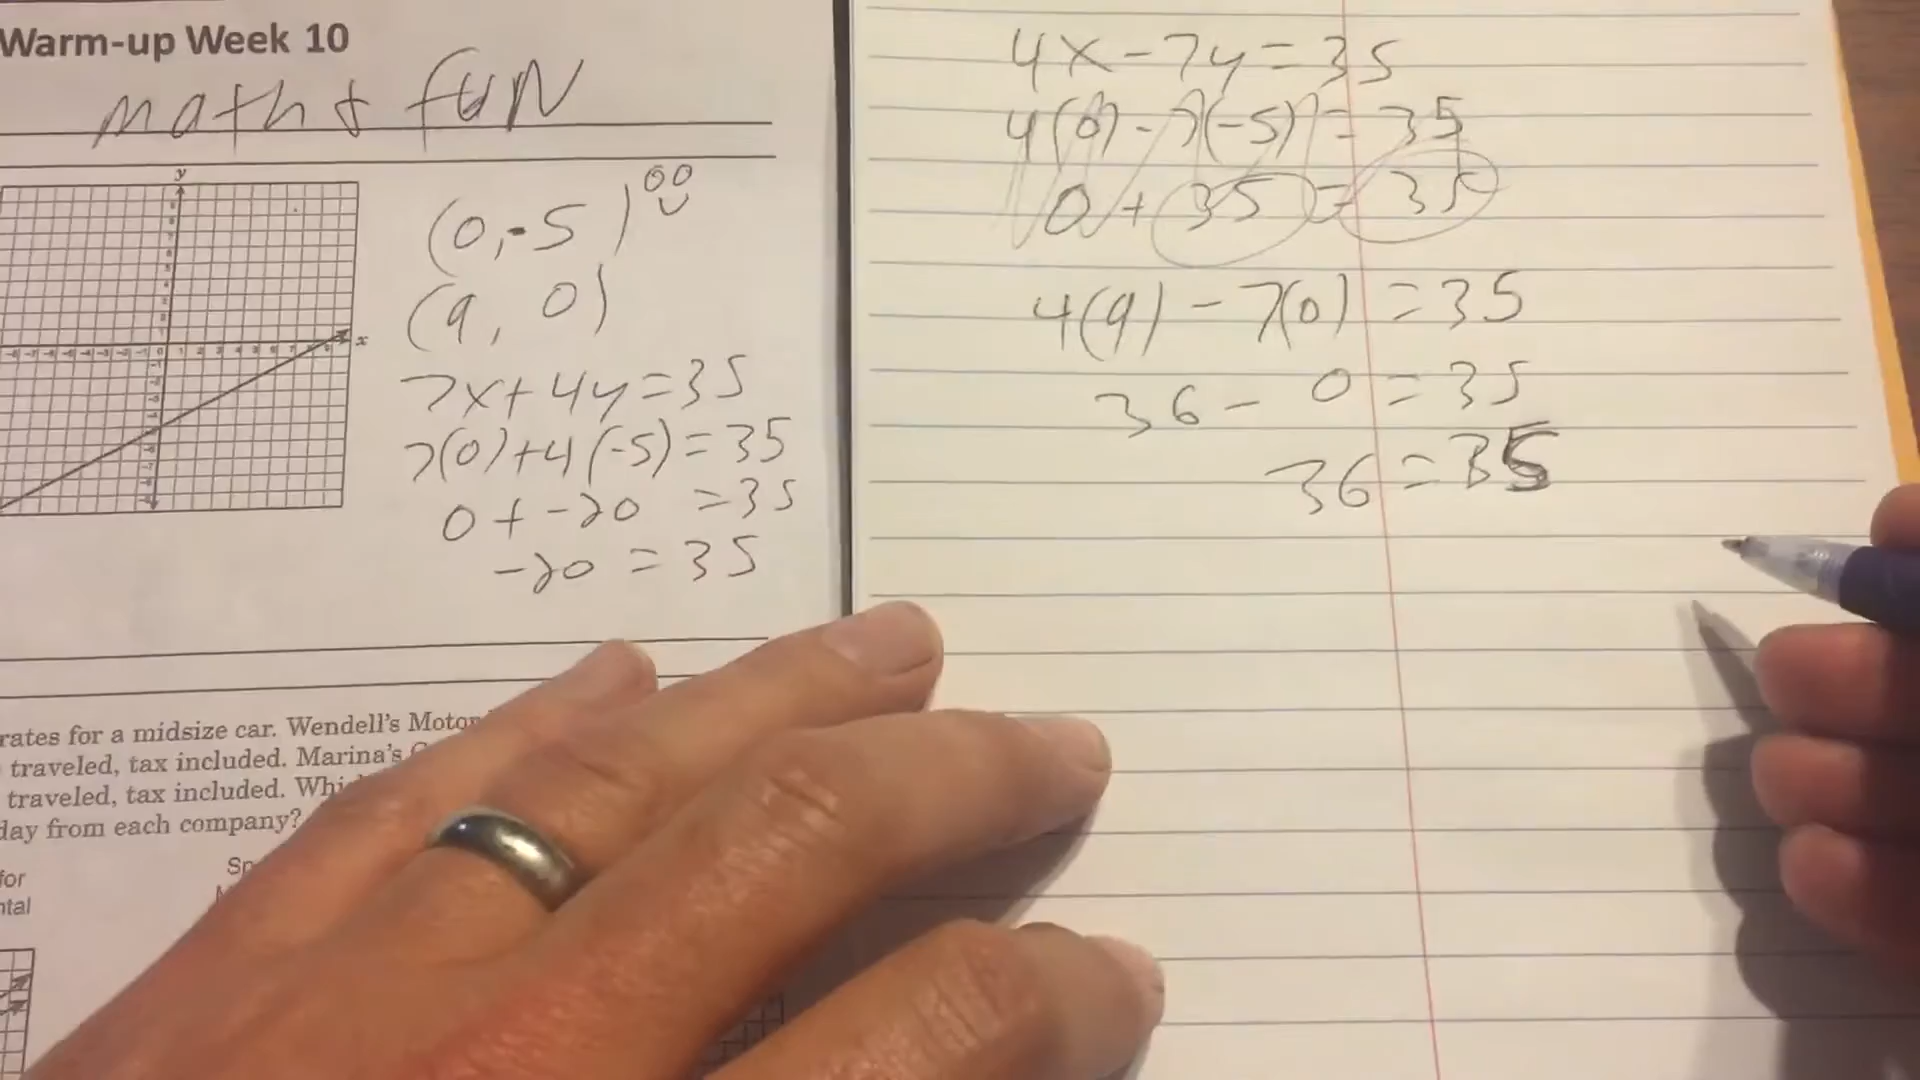 Warm-up Week 10
math & fun
y
x
(0,-5)
(9, 0)
7x+4y=35
7(0)+4(-5)=35
0+-20 =35
-20 = 35
rates for a midsize car. Wendell's Motor
traveled, tax included. Marina's
traveled, tax included. Whi
day from each company?
for
Sp
ntal
M
4x-7y=35
4(0)-7(-5)=35
0+35=35
4(9)-7(0)=35
36-0=35
36=35